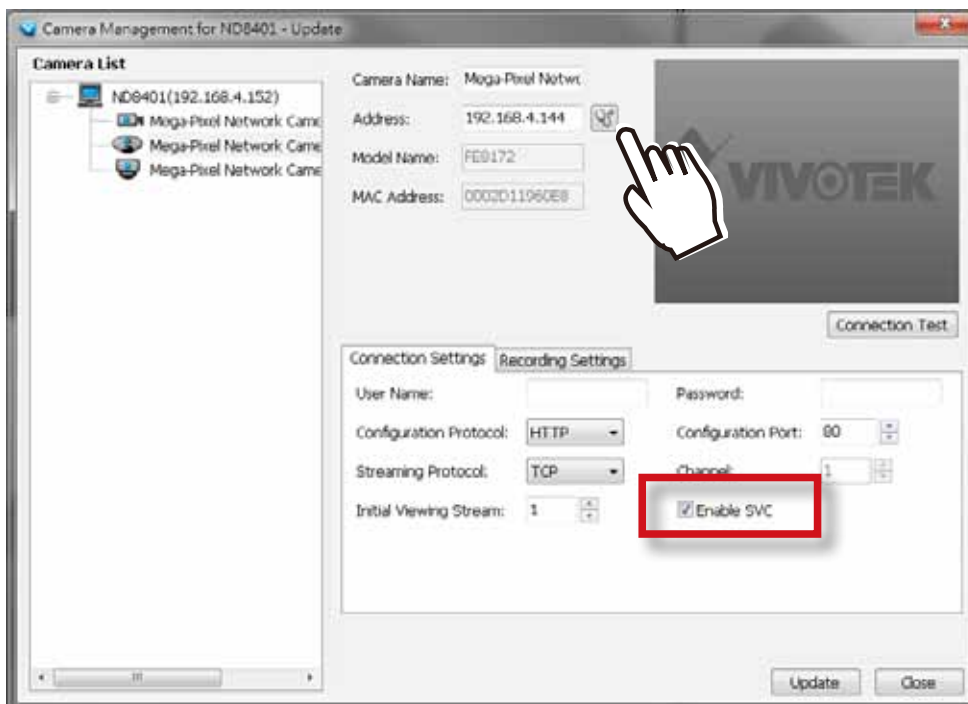 Camera Management for ND8401 - Update
Camera List
ND8401(192.168.4.152)
Mega-Pixel Network Came
Mega-Pixel Network Came
Mega-Pixel Network Came
Camera Name: Mega-Pixel Netwc
Address: 192.168.4.144
Model Name: FE8172
MAC Address: 0002D11960E8
VIVOTEK
Connection Test
Connection Settings Recording Settings
User Name: Password:
Configuration Protocol: HTTP Configuration Port: 80
Streaming Protocol: TCP Channel: 1
Initial Viewing Stream: 1 Enable SVC
Update Close